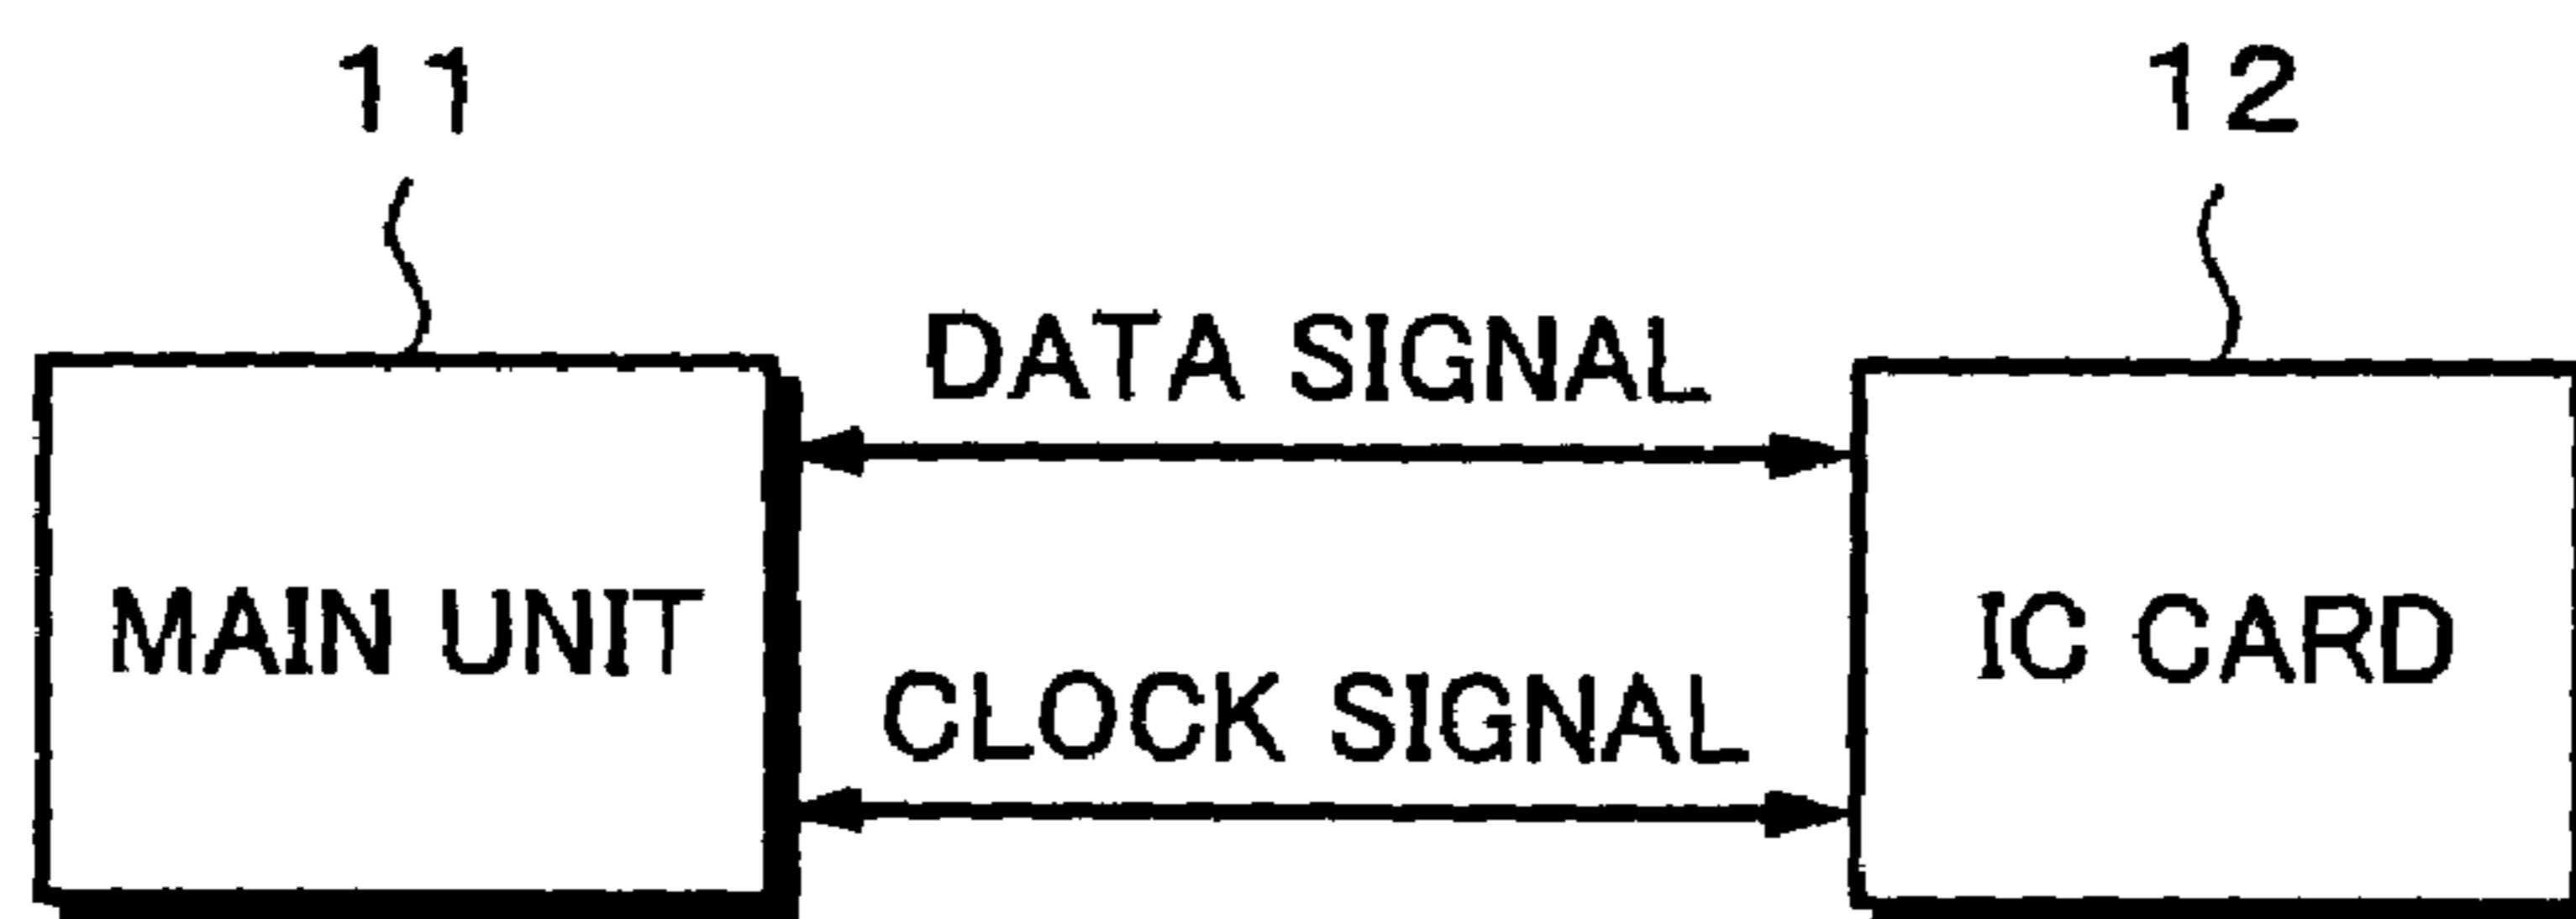 11
12
DATA SIGNAL
MAIN UNIT
IC CARD
CLOCK SIGNAL